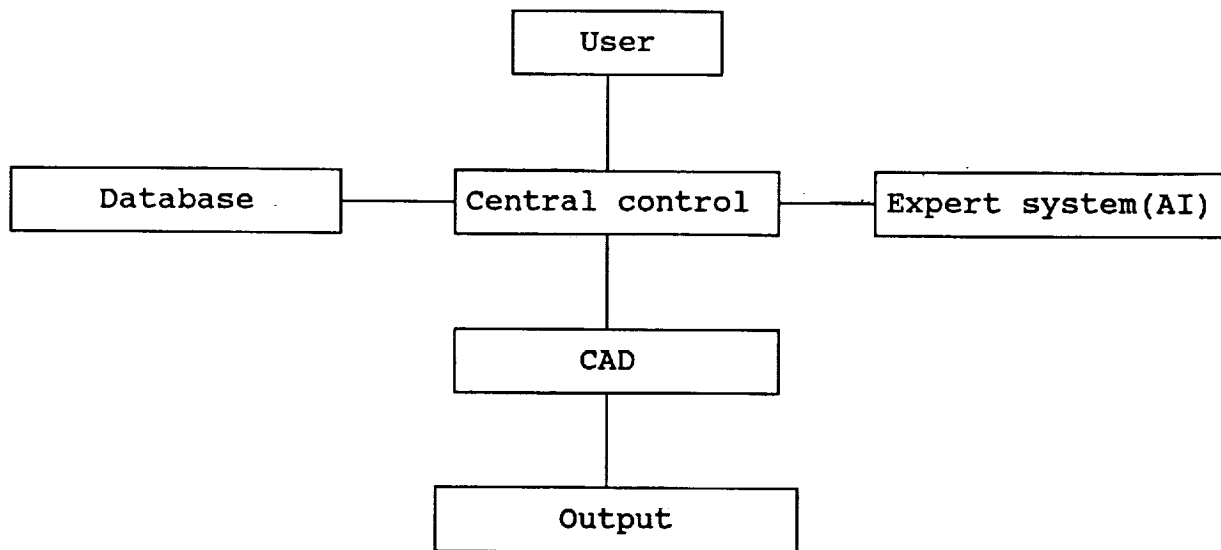 User
Database
Central control
Expert system(AI)
CAD
Output